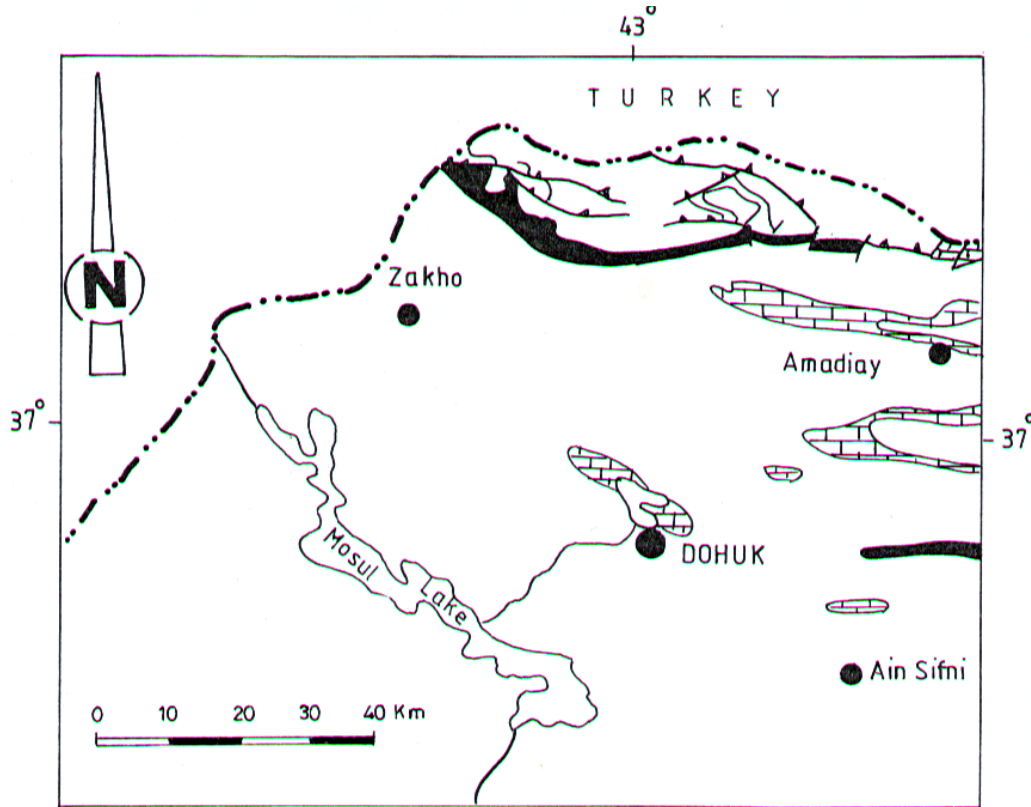 43°
TURKEY
N
Zakho
Amadiay
37°
37°
DOHUK
Mosul
Lake
Ain Sifni
0 10 20 30 40 Km